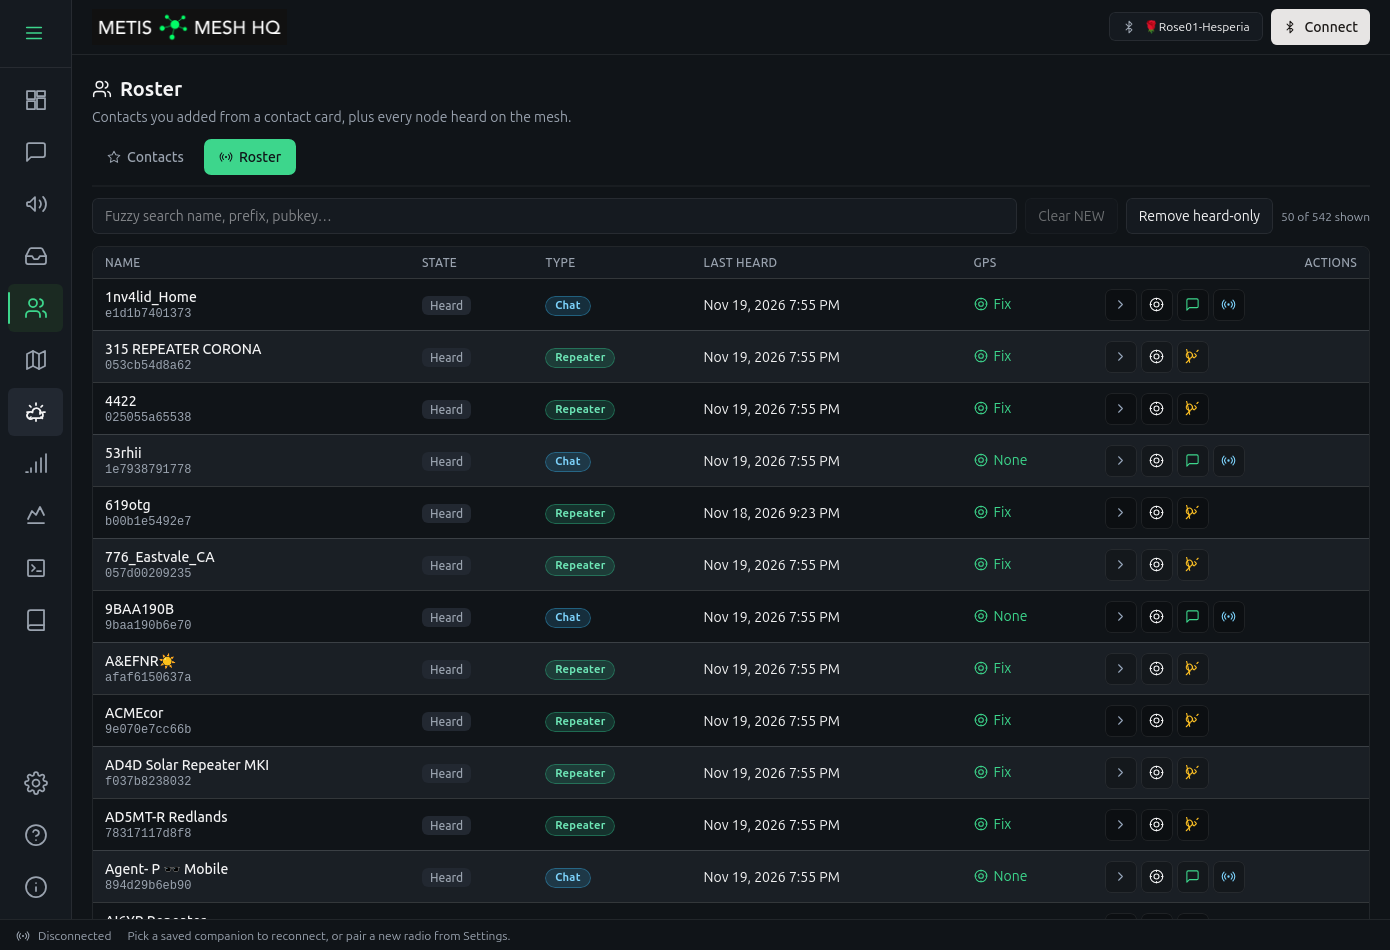 METIS MESH HQ
🌹Rose01-Hesperia
Connect
Roster
Contacts you added from a contact card, plus every node heard on the mesh.
Contacts
Roster
Fuzzy search name, prefix, pubkey…
Clear NEW
Remove heard-only
50 of 542 shown
NAME STATE TYPE LAST HEARD GPS ACTIONS
1nv4lid_Home
e1d1b7401373
Heard Chat Nov 19, 2026 7:55 PM Fix
315 REPEATER CORONA
053cb54d8a62
Heard Repeater Nov 19, 2026 7:55 PM Fix
4422
025055a65538
Heard Repeater Nov 19, 2026 7:55 PM Fix
53rhii
1e7938791778
Heard Chat Nov 19, 2026 7:55 PM None
619otg
b00b1e5492e7
Heard Repeater Nov 18, 2026 9:23 PM Fix
776_Eastvale_CA
057d00209235
Heard Repeater Nov 19, 2026 7:55 PM Fix
9BAA190B
9baa190b6e70
Heard Chat Nov 19, 2026 7:55 PM None
A&EFNR☀️
afaf6150637a
Heard Repeater Nov 19, 2026 7:55 PM Fix
ACMEcor
9e070e7cc66b
Heard Repeater Nov 19, 2026 7:55 PM Fix
AD4D Solar Repeater MKI
f037b8238032
Heard Repeater Nov 19, 2026 7:55 PM Fix
AD5MT-R Redlands
78317117d8f8
Heard Repeater Nov 19, 2026 7:55 PM Fix
Agent- P 🕶️ Mobile
894d29b6eb90
Heard Chat Nov 19, 2026 7:55 PM None
Disconnected
Pick a saved companion to reconnect, or pair a new radio from Settings.